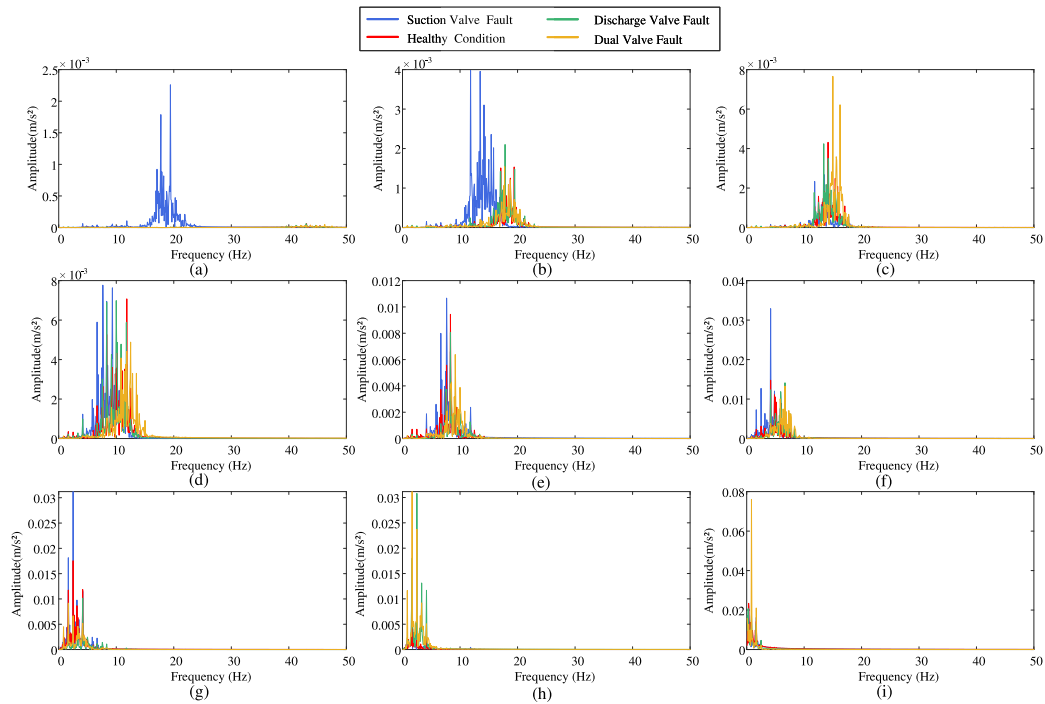 Suction Valve Fault
Discharge Valve Fault
Healthy Condition
Dual Valve Fault
2.5 ×10⁻³
2
1.5
1
0.5
0
Amplitude(m/s²)
0 10 20 30 40 50
Frequency (Hz)
(a)
4 ×10⁻³
3
2
1
0
Amplitude(m/s²)
0 10 20 30 40 50
Frequency (Hz)
(b)
8 ×10⁻³
6
4
2
0
Amplitude(m/s²)
0 10 20 30 40 50
Frequency (Hz)
(c)
8 ×10⁻³
6
4
2
0
Amplitude(m/s²)
0 10 20 30 40 50
Frequency (Hz)
(d)
0.012
0.01
0.008
0.006
0.004
0.002
0
Amplitude(m/s²)
0 10 20 30 40 50
Frequency (Hz)
(e)
0.04
0.03
0.02
0.01
0
Amplitude(m/s²)
0 10 20 30 40 50
Frequency (Hz)
(f)
0.03
0.025
0.02
0.015
0.01
0.005
0
Amplitude(m/s²)
0 10 20 30 40 50
Frequency (Hz)
(g)
0.03
0.025
0.02
0.015
0.01
0.005
0
Amplitude(m/s²)
0 10 20 30 40 50
Frequency (Hz)
(h)
0.08
0.06
0.04
0.02
0
Amplitude(m/s²)
0 10 20 30 40 50
Frequency (Hz)
(i)